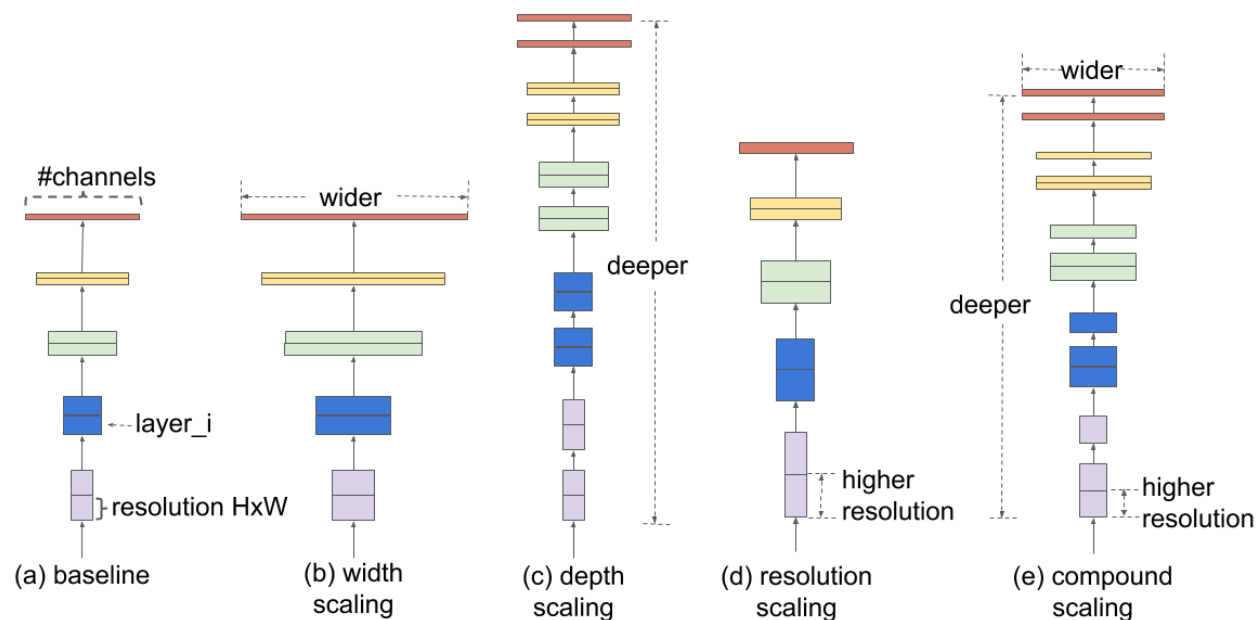 #channels
layer_i
resolution HxW
(a) baseline
wider
(b) width
scaling
deeper
(c) depth
scaling
higher
resolution
(d) resolution
scaling
wider
deeper
higher
resolution
(e) compound
scaling